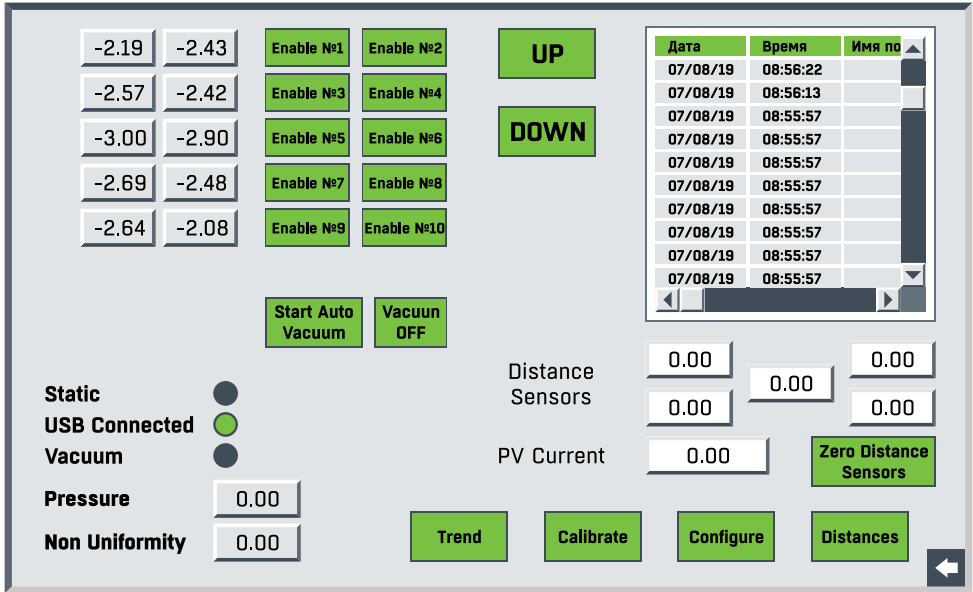 -2.19 -2.43 Enable №1 Enable №2 UP
-2.57 -2.42 Enable №3 Enable №4 DOWN
-3.00 -2.90 Enable №5 Enable №6
-2.69 -2.48 Enable №7 Enable №8
-2.64 -2.08 Enable №9 Enable №10
Дата Время Имя по
07/08/19 08:56:22
07/08/19 08:56:13
07/08/19 08:55:57
07/08/19 08:55:57
07/08/19 08:55:57
07/08/19 08:55:57
07/08/19 08:55:57
07/08/19 08:55:57
07/08/19 08:55:57
07/08/19 08:55:57
Start Auto
Vacuum
Vacuun
OFF
Static
USB Connected
Vacuum
Pressure 0.00
Non Uniformity 0.00
Distance
Sensors
0.00 0.00
0.00
0.00 0.00
PV Current 0.00
Zero Distance
Sensors
Trend Calibrate Configure Distances